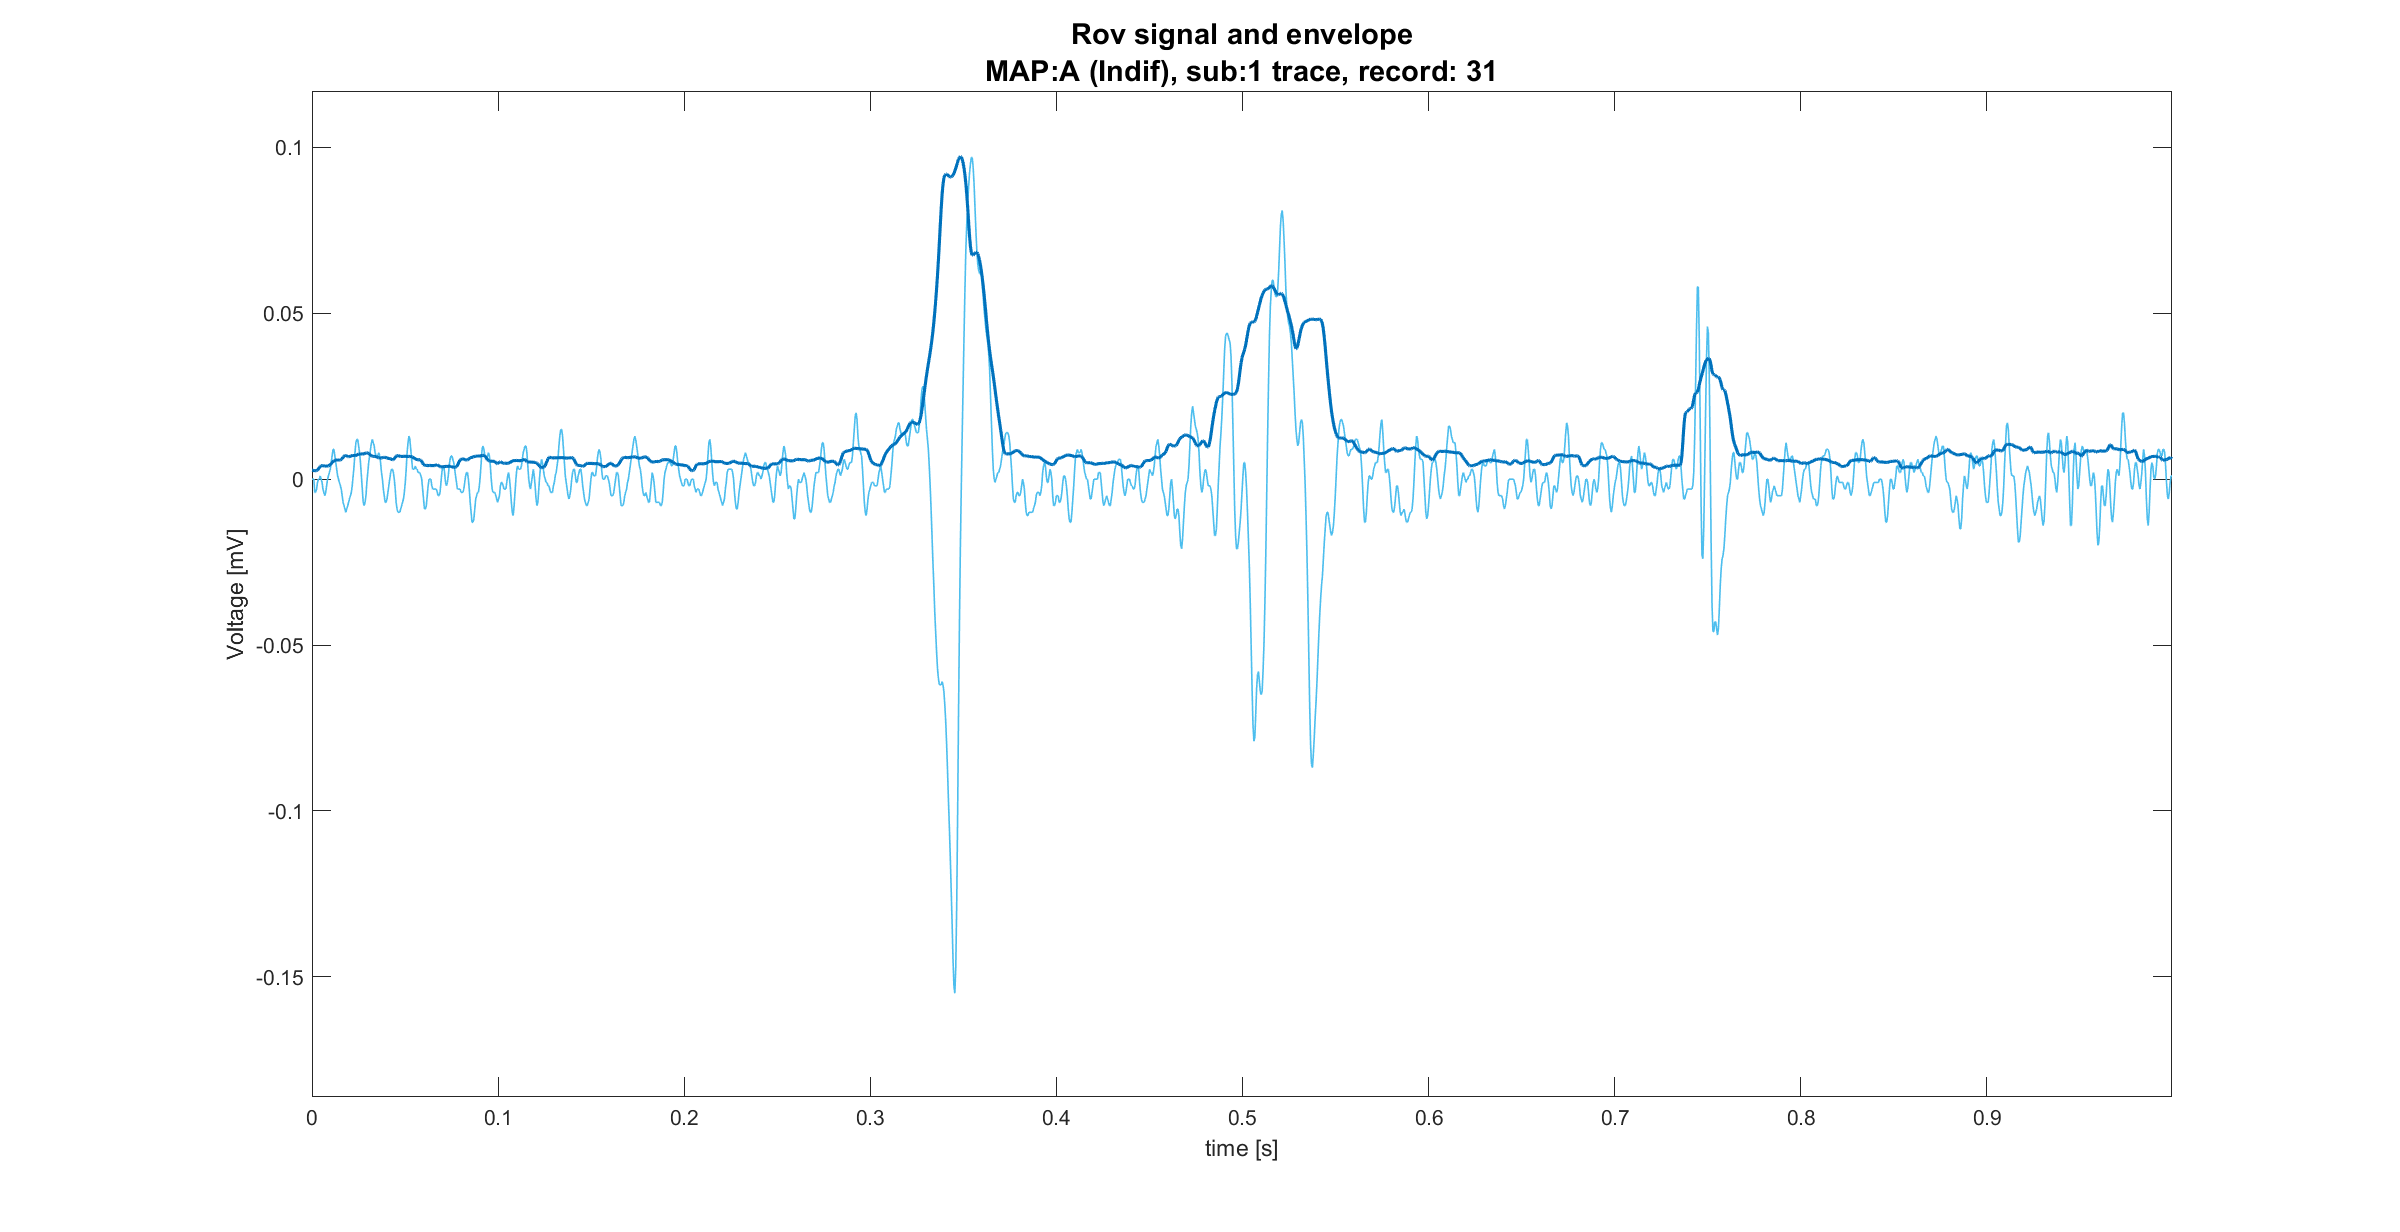 Rov signal and envelope
MAP:A (Indif), sub:1 trace, record: 31
0.1
0.05
0
-0.05
-0.1
-0.15
Voltage [mV]
0 0.1 0.2 0.3 0.4 0.5 0.6 0.7 0.8 0.9
time [s]